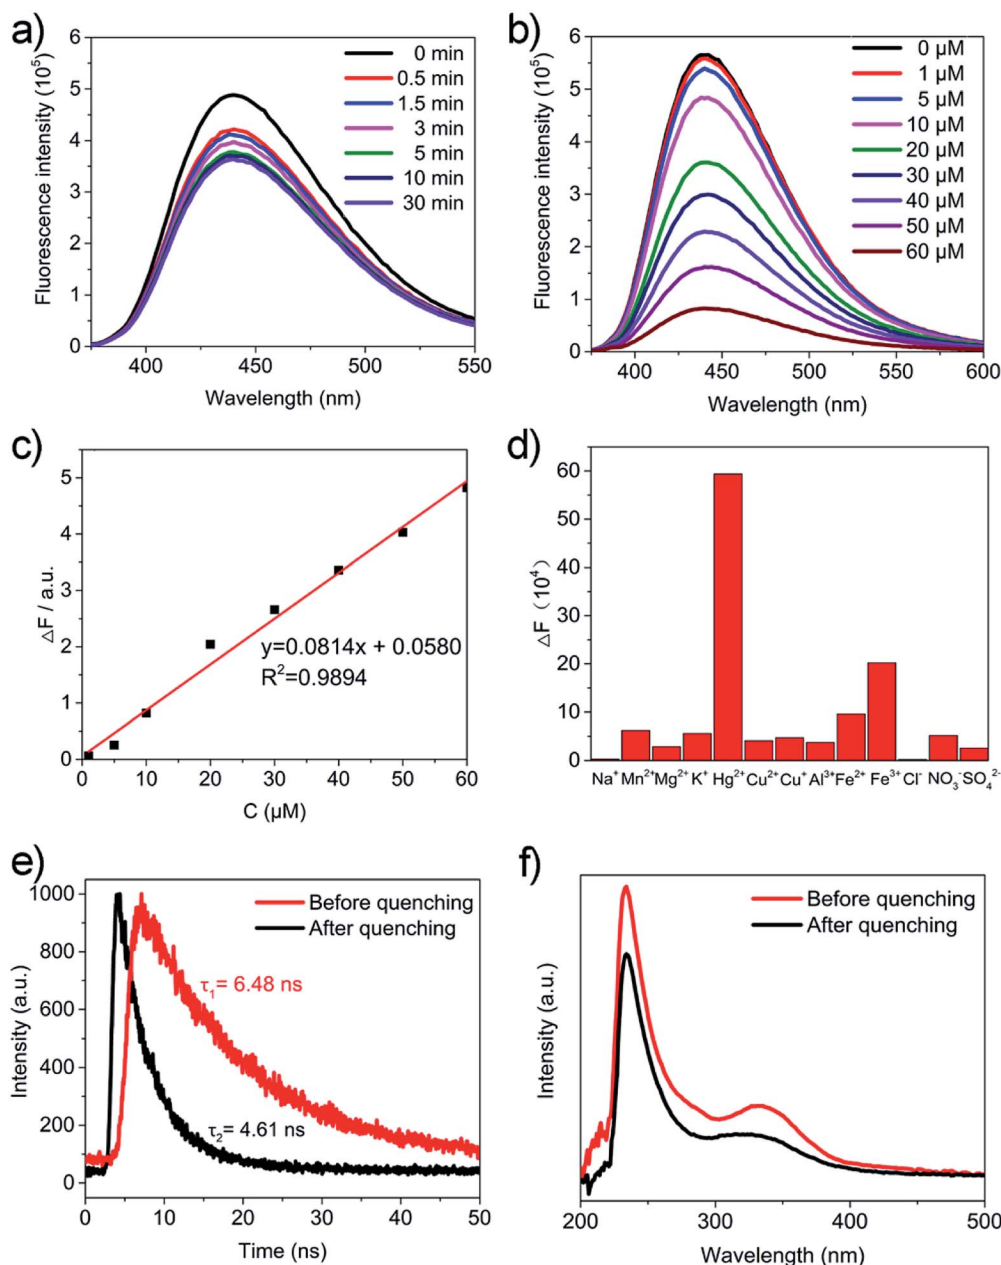 a)
6
5
4
3
2
1
0
Fluorescence intensity (10⁵)
0 min
0.5 min
1.5 min
3 min
5 min
10 min
30 min
400 450 500 550
Wavelength (nm)
b)
6
5
4
3
2
1
0
Fluorescence intensity (10⁵)
0 μM
1 μM
5 μM
10 μM
20 μM
30 μM
40 μM
50 μM
60 μM
400 450 500 550 600
Wavelength (nm)
c)
5
4
3
2
1
0
△F / a.u.
y=0.0814x + 0.0580
R²=0.9894
0 10 20 30 40 50 60
C (μM)
d)
60
40
20
10
0
△F (10⁴)
Na⁺ Mn²⁺ Mg²⁺ K⁺ Hg²⁺ Cu²⁺ Cu⁺ Al³⁺ Fe²⁺ Fe³⁺ Cl⁻ NO₃⁻ SO₄²⁻
e)
1000
800
600
400
200
0
Intensity (a.u.)
Before quenching
After quenching
τ₁= 6.48 ns
τ₂= 4.61 ns
0 10 20 30 40 50
Time (ns)
f)
Intensity (a.u.)
Before quenching
After quenching
200 300 400 500
Wavelength (nm)